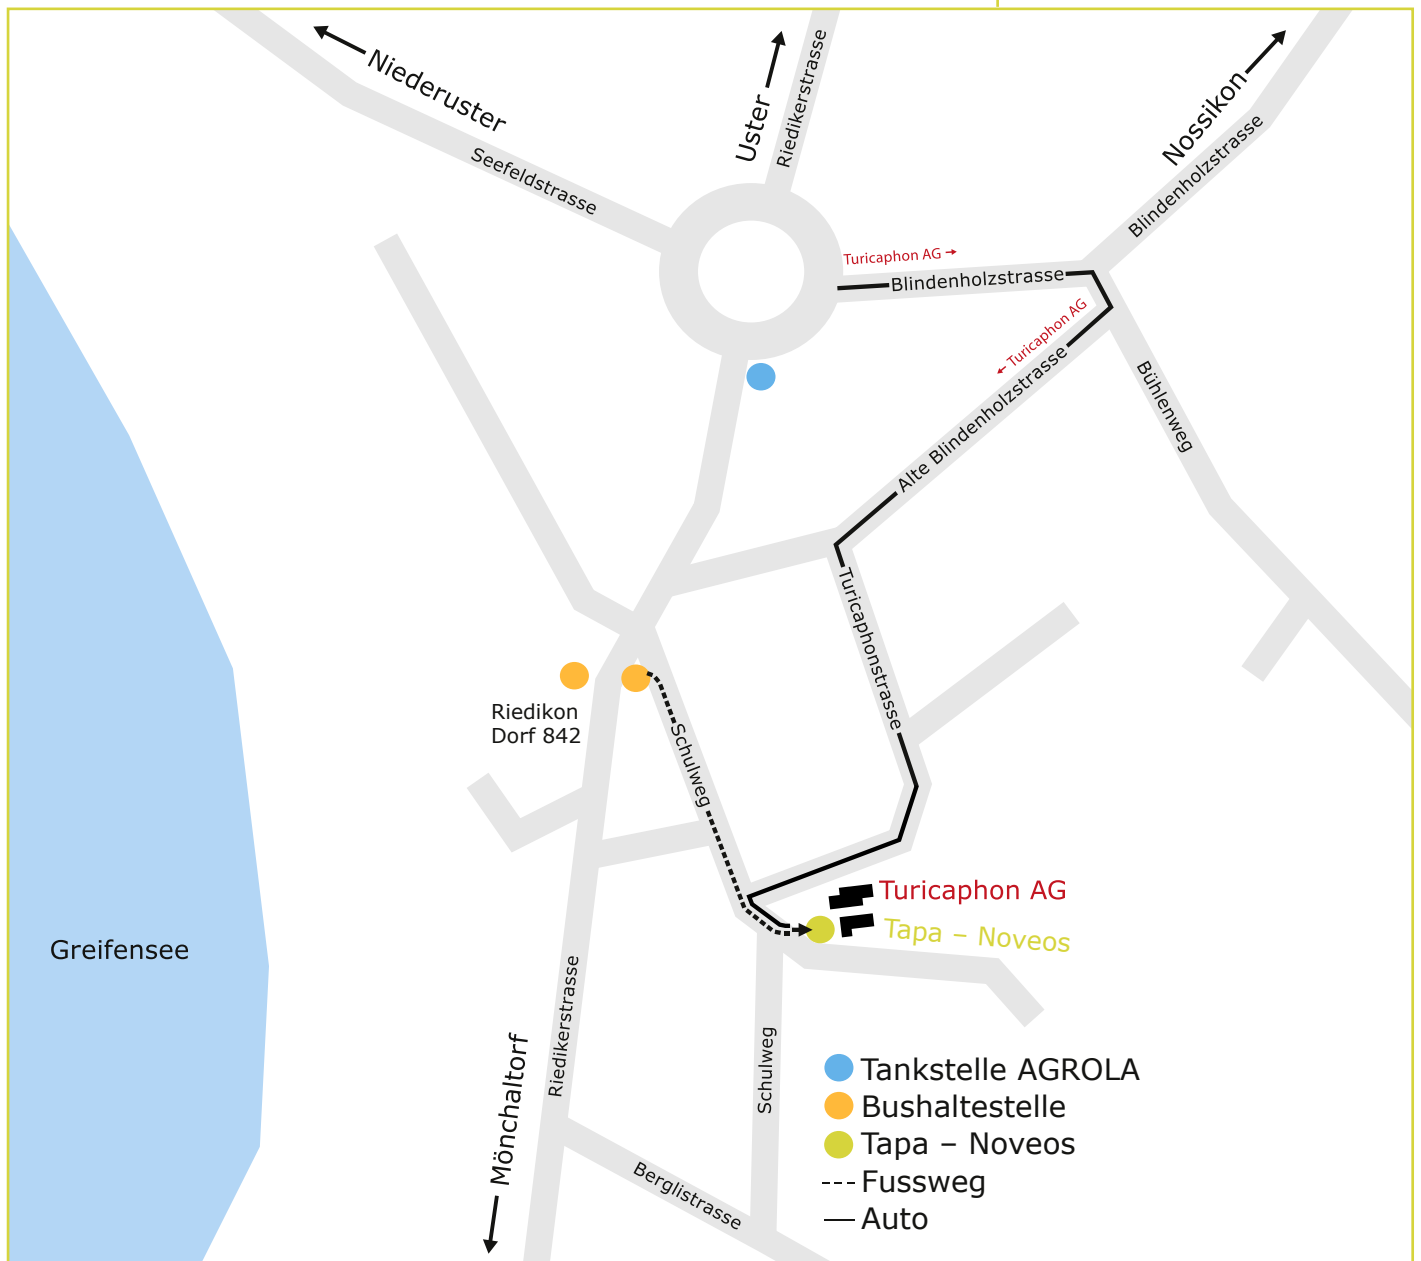 Niederuster
Seefeldstrasse
Uster
Riedikerstrasse
Nossikon
Blindenholzstrasse
Turicaphon AG
Blindenholzstrasse
Turicaphon AG
Alte Blindenholzstrasse
Bühlenweg
Turicaphonstrasse
Riedikon
Dorf 842
Schulweg
Turicaphon AG
Tapa – Noveos
Greifensee
Riedikerstrasse
Mönchaltorf
Schulweg
Berglistrasse
Tankstelle AGROLA
Bushaltestelle
Tapa – Noveos
Fussweg
Auto